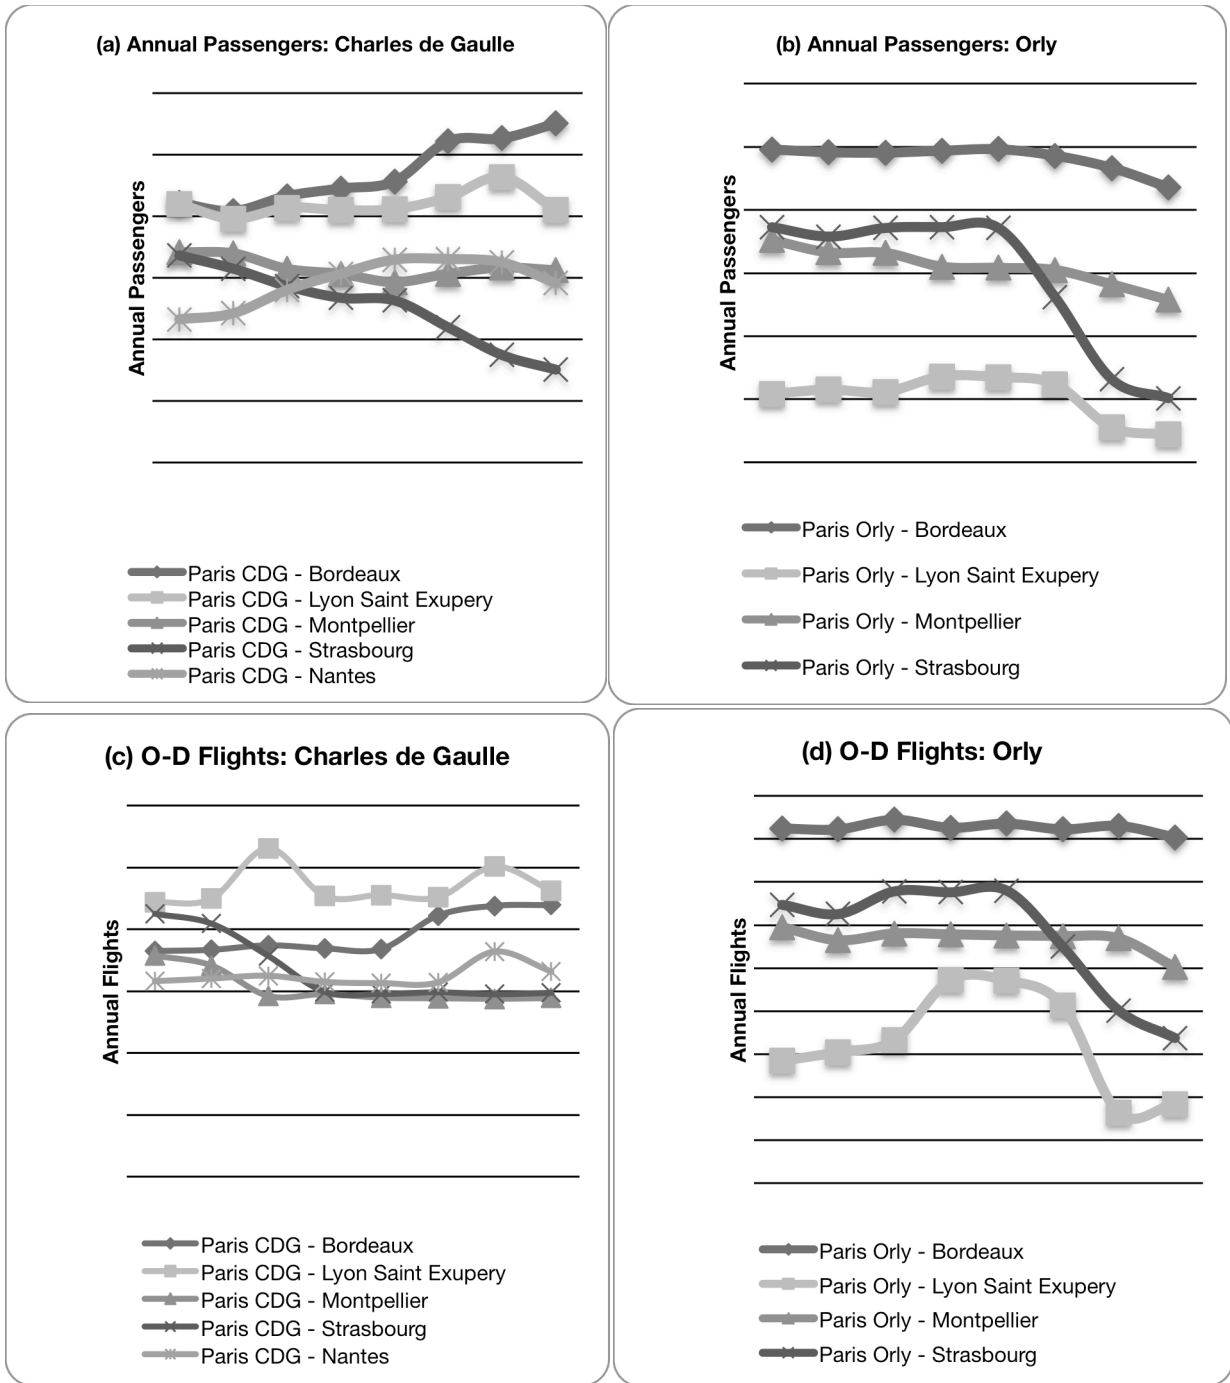 (a) Annual Passengers: Charles de Gaulle
Annual Passengers
Paris CDG - Bordeaux
Paris CDG - Lyon Saint Exupery
Paris CDG - Montpellier
Paris CDG - Strasbourg
Paris CDG - Nantes
(b) Annual Passengers: Orly
Annual Passengers
Paris Orly - Bordeaux
Paris Orly - Lyon Saint Exupery
Paris Orly - Montpellier
Paris Orly - Strasbourg
(c) O-D Flights: Charles de Gaulle
Annual Flights
Paris CDG - Bordeaux
Paris CDG - Lyon Saint Exupery
Paris CDG - Montpellier
Paris CDG - Strasbourg
Paris CDG - Nantes
(d) O-D Flights: Orly
Annual Flights
Paris Orly - Bordeaux
Paris Orly - Lyon Saint Exupery
Paris Orly - Montpellier
Paris Orly - Strasbourg